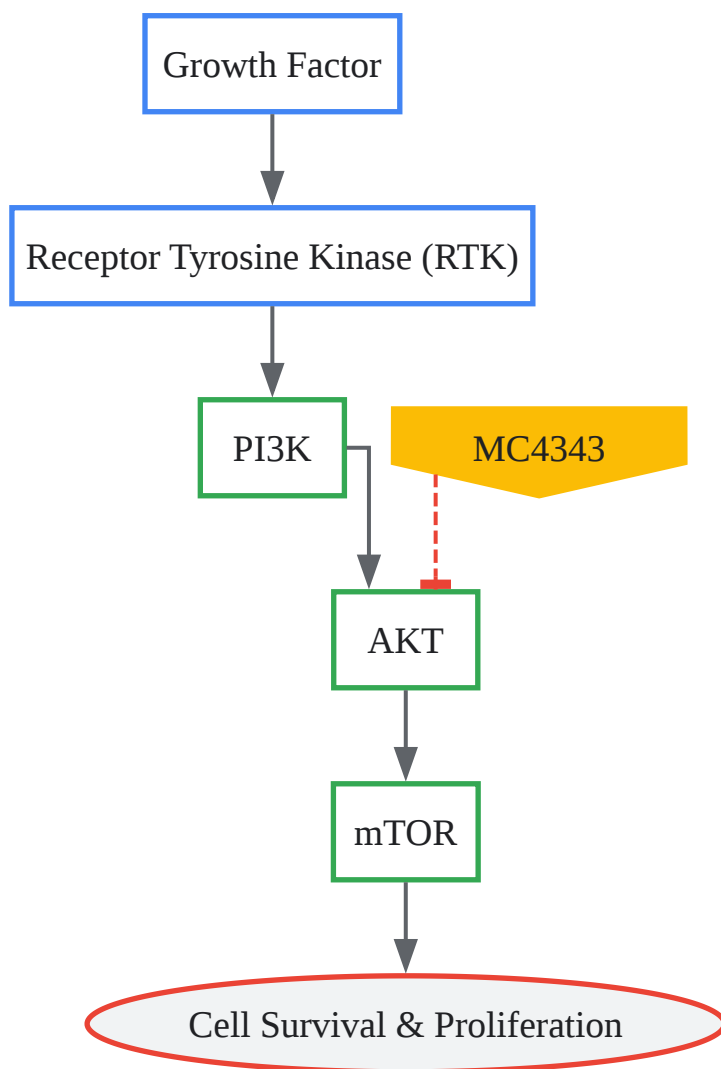 Growth Factor
Receptor Tyrosine Kinase (RTK)
PI3K
MC4343
AKT
mTOR
Cell Survival & Proliferation